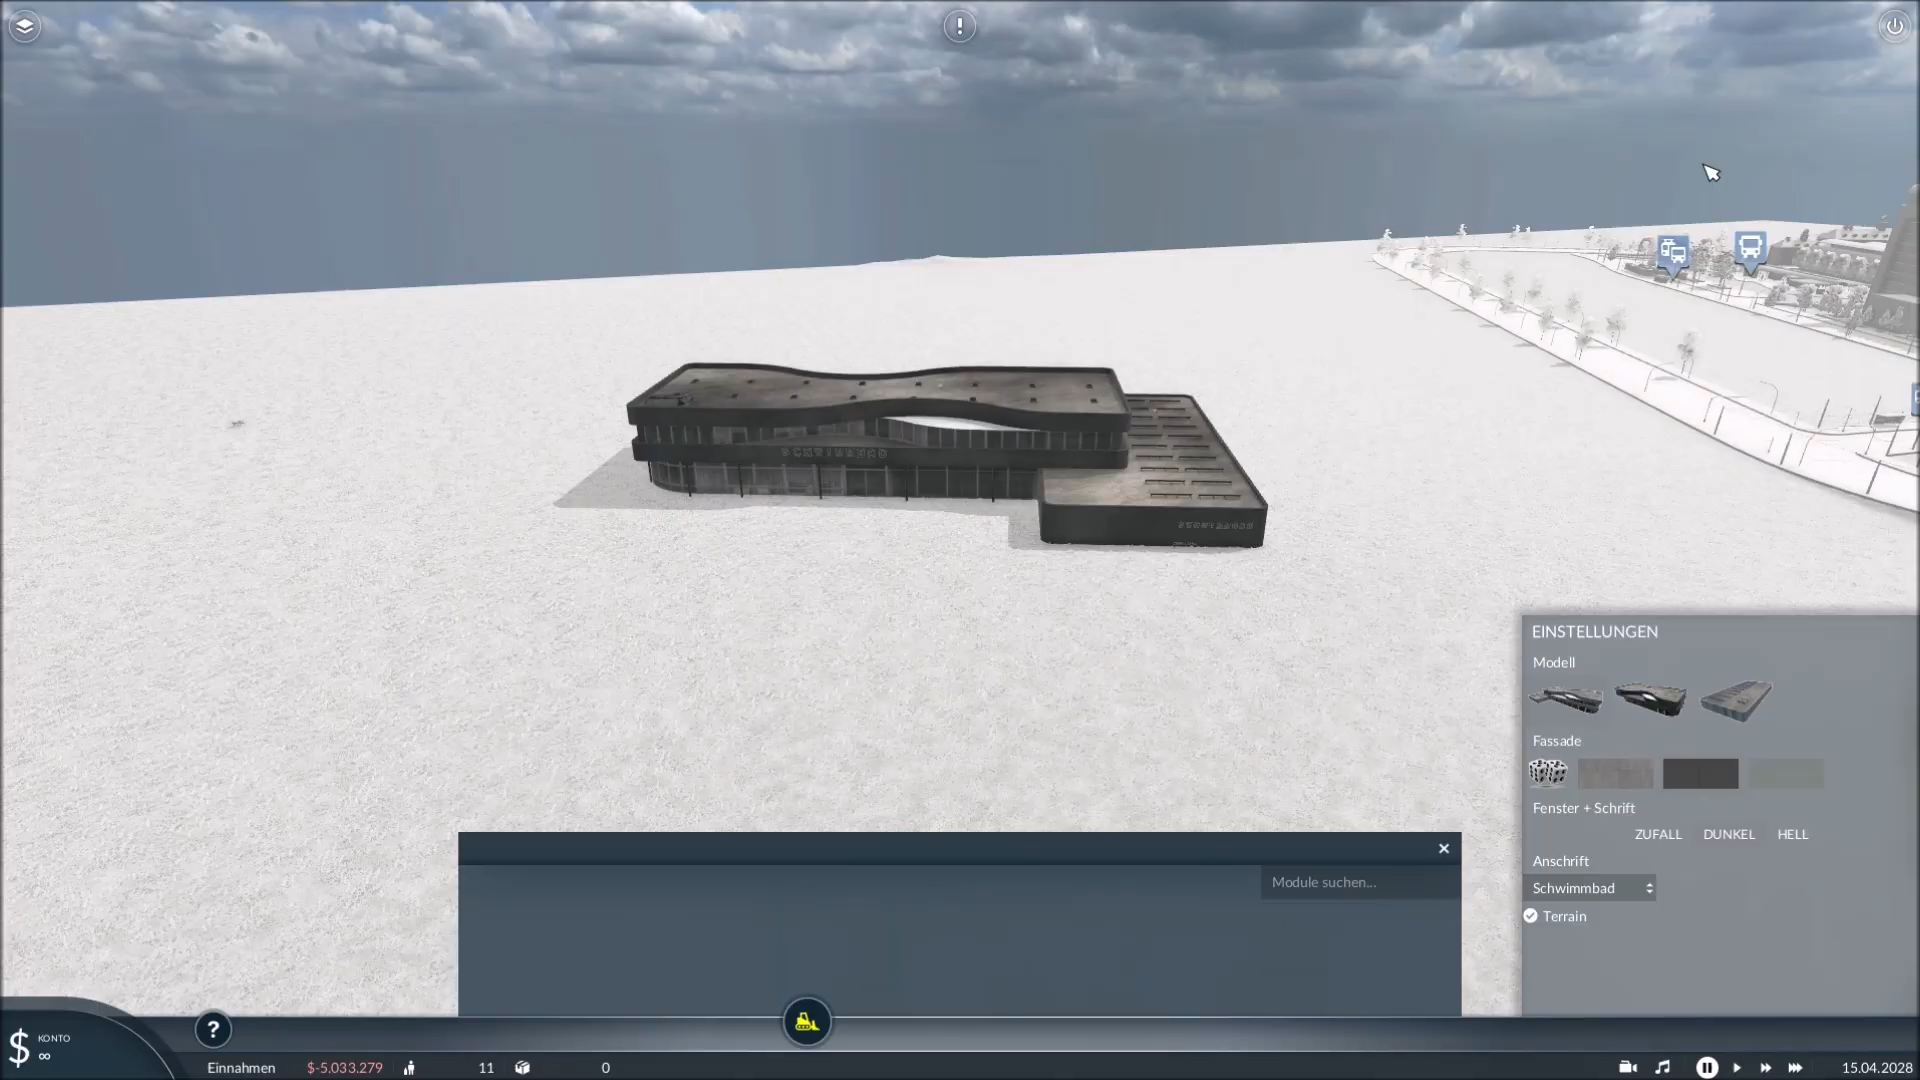 EINSTELLUNGEN
Modell
Fassade
Fenster + Schrift
ZUFALL DUNKEL HELL
Anschrift
Schwimmbad
Terrain
Module suchen...
KONTO
∞
?
Einnahmen $-5.033.279 11 0
15.04.2028